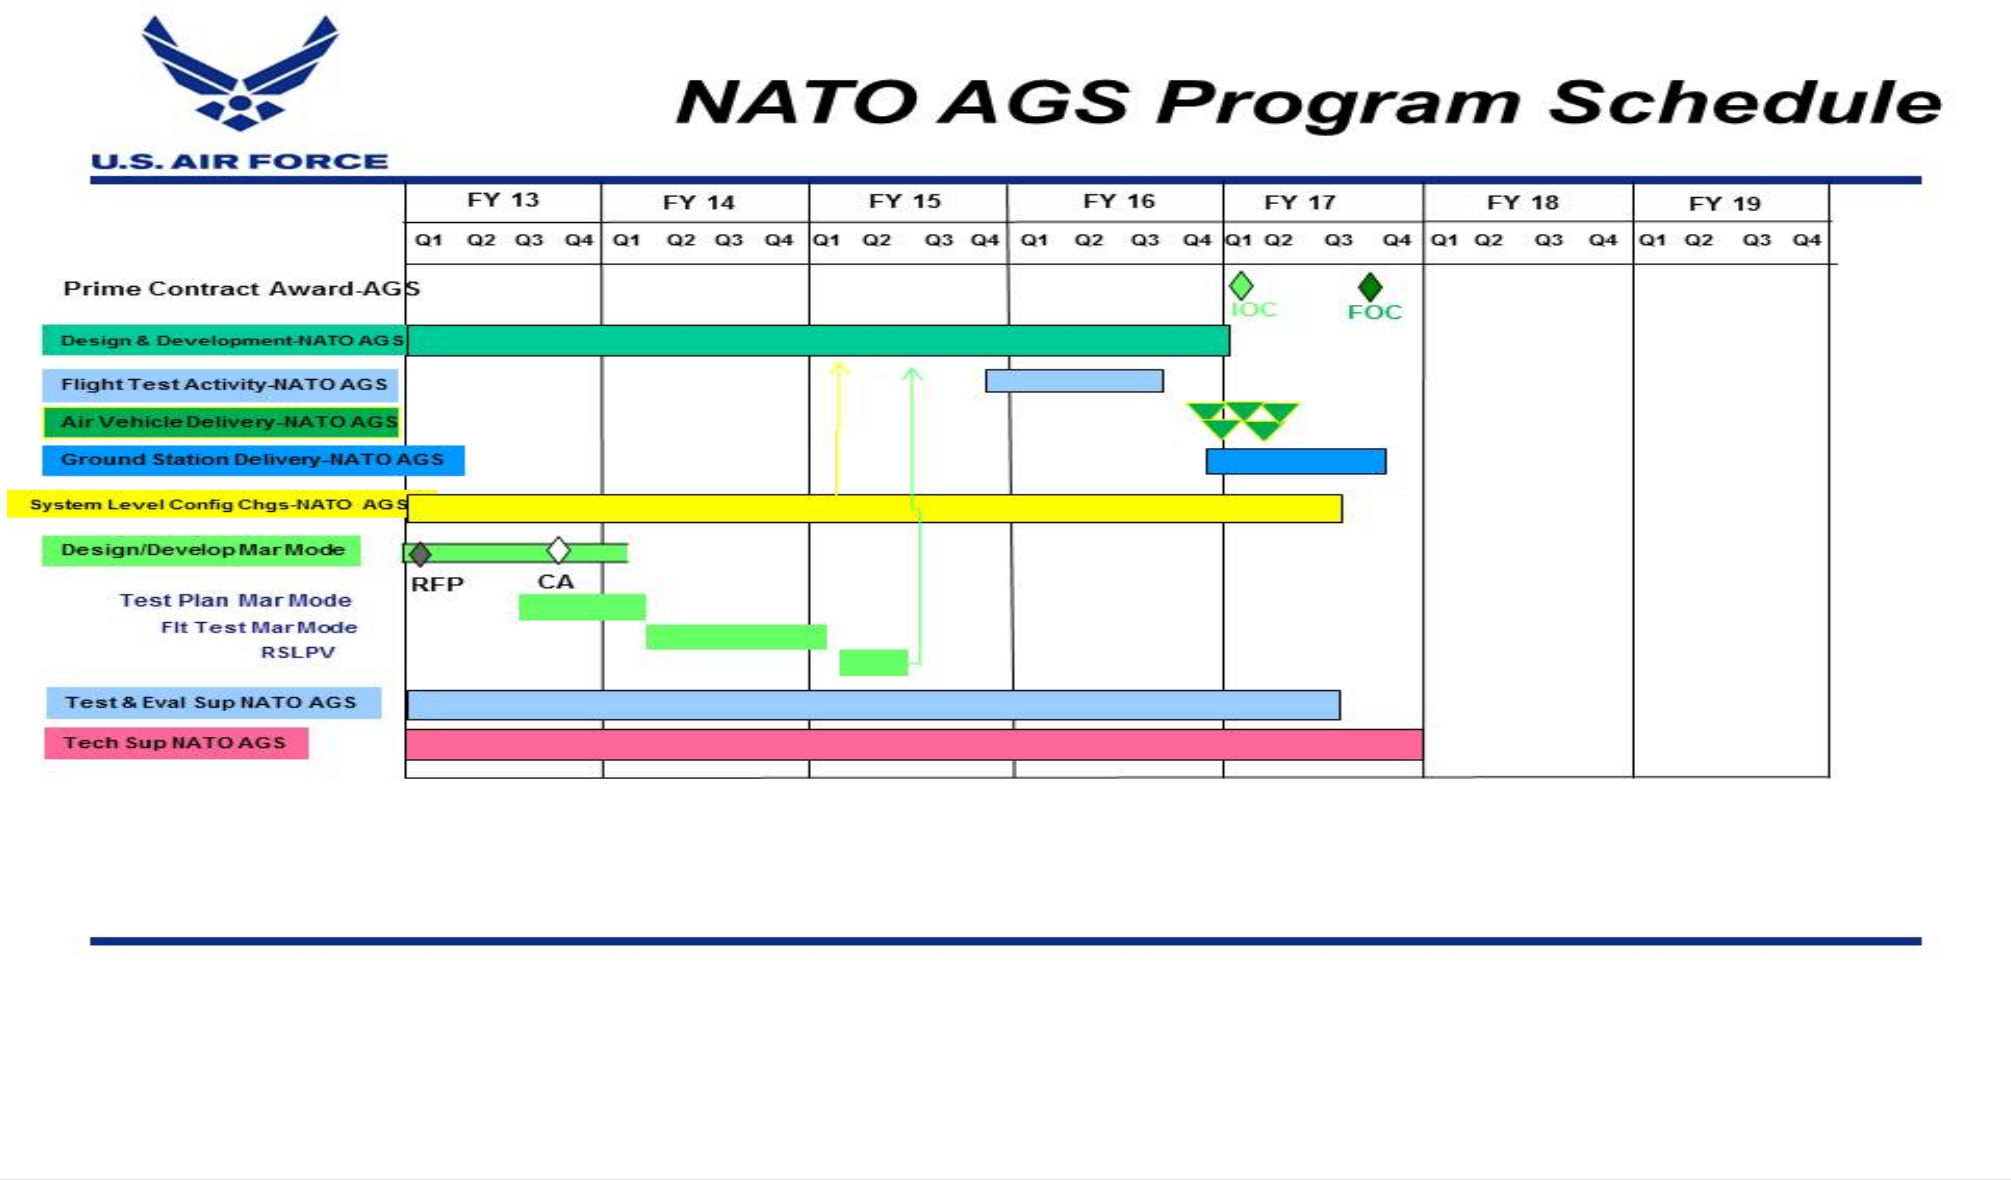 NATO AGS Program Schedule
U.S. AIR FORCE
FY 13 FY 14 FY 15 FY 16 FY 17 FY 18 FY 19
Q1 Q2 Q3 Q4 Q1 Q2 Q3 Q4 Q1 Q2 Q3 Q4 Q1 Q2 Q3 Q4 Q1 Q2 Q3 Q4 Q1 Q2 Q3 Q4 Q1 Q2 Q3 Q4
Prime Contract Award-AGS
IOC FOC
Design & Development-NATO AGS
Flight Test Activity-NATO AGS
Air Vehicle Delivery-NATO AGS
Ground Station Delivery-NATO AGS
System Level Config Chgs-NATO AGS
Design/Develop Mar Mode
RFP CA
Test Plan Mar Mode
Flt Test Mar Mode
RSLPV
Test & Eval Sup NATO AGS
Tech Sup NATO AGS